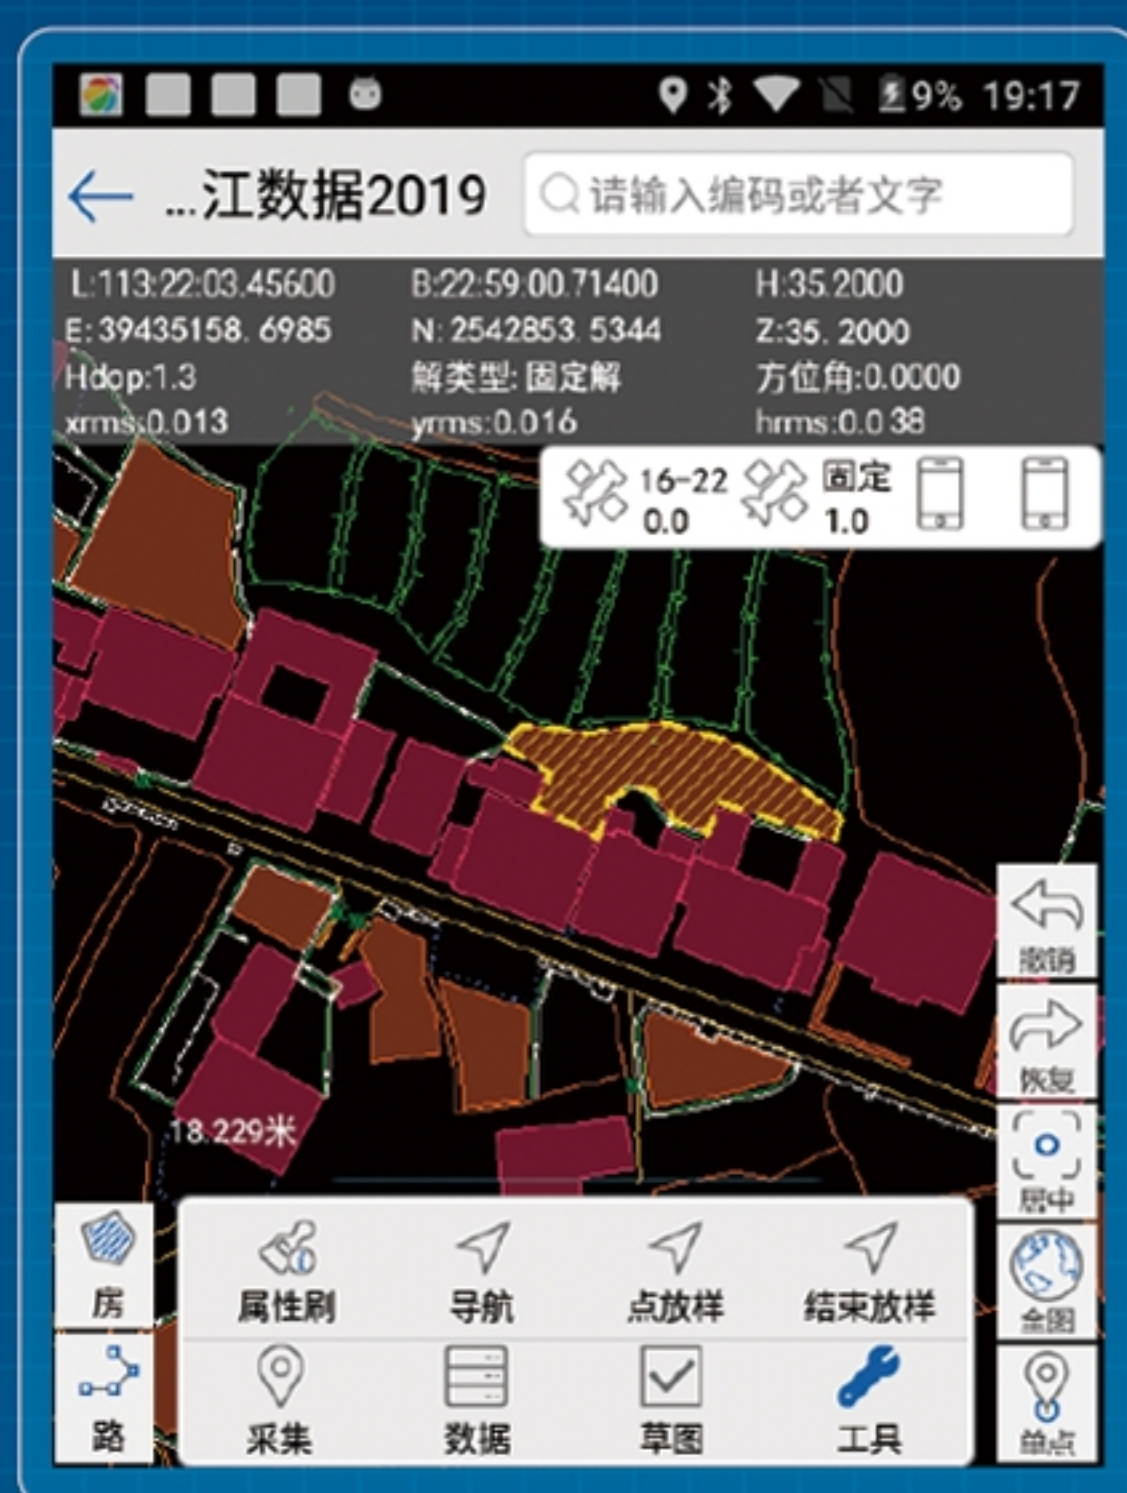 9% 19:17
...江数据2019 请输入编码或者文字
L:113:22:03.45600 B:22:59:00.71400 H:35.2000
E: 39435158. 6985 N: 2542853. 5344 Z:35. 2000
Hdop:1.3 解类型: 固定解 方位角:0.0000
xrms:0.013 yrms:0.016 hrms:0.0 38
16-22 固定
0.0 1.0
撤销
恢复
18.229米
居中
房 属性刷 导航 点放样 结束放样 全图
路 采集 数据 草图 工具 单点